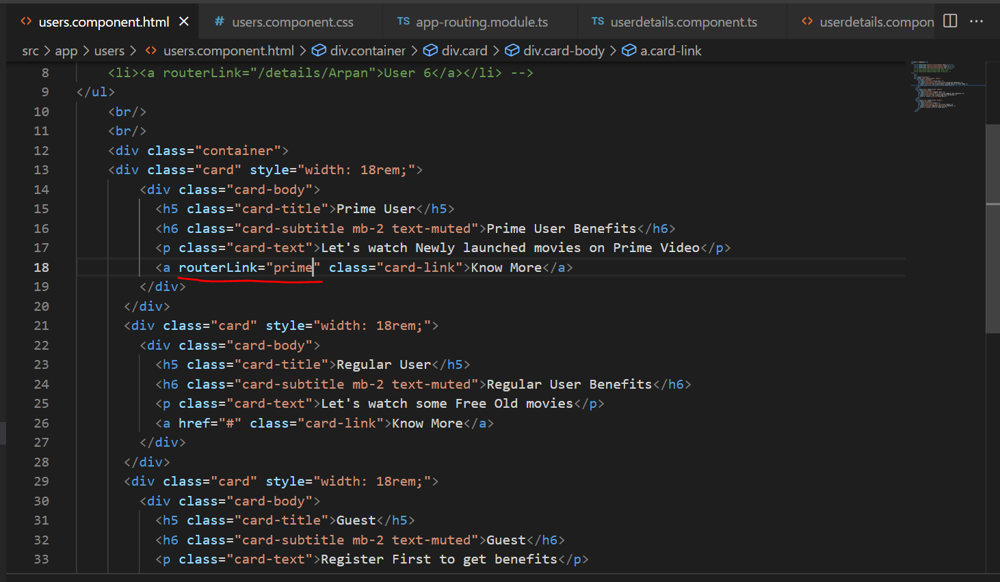 <> users.component.html × # users.component.css TS app-routing.module.ts TS userdetails.component.ts <> userdetails.compon ...
src > app > users > <> users.component.html > div.container > div.card > div.card-body > a.card-link
8 <li><a routerLink="/details/Arpan">User 6</a></li> -->
9 </ul>
10 <br/>
11 <br/>
12 <div class="container">
13 <div class="card" style="width: 18rem;">
14 <div class="card-body">
15 <h5 class="card-title">Prime User</h5>
16 <h6 class="card-subtitle mb-2 text-muted">Prime User Benefits</h6>
17 <p class="card-text">Let's watch Newly launched movies on Prime Video</p>
18 <a routerLink="prime" class="card-link">Know More</a>
19 </div>
20 </div>
21 <div class="card" style="width: 18rem;">
22 <div class="card-body">
23 <h5 class="card-title">Regular User</h5>
24 <h6 class="card-subtitle mb-2 text-muted">Regular User Benefits</h6>
25 <p class="card-text">Let's watch some Free Old movies</p>
26 <a href="#" class="card-link">Know More</a>
27 </div>
28 </div>
29 <div class="card" style="width: 18rem;">
30 <div class="card-body">
31 <h5 class="card-title">Guest</h5>
32 <h6 class="card-subtitle mb-2 text-muted">Guest</h6>
33 <p class="card-text">Register First to get benefits</p>